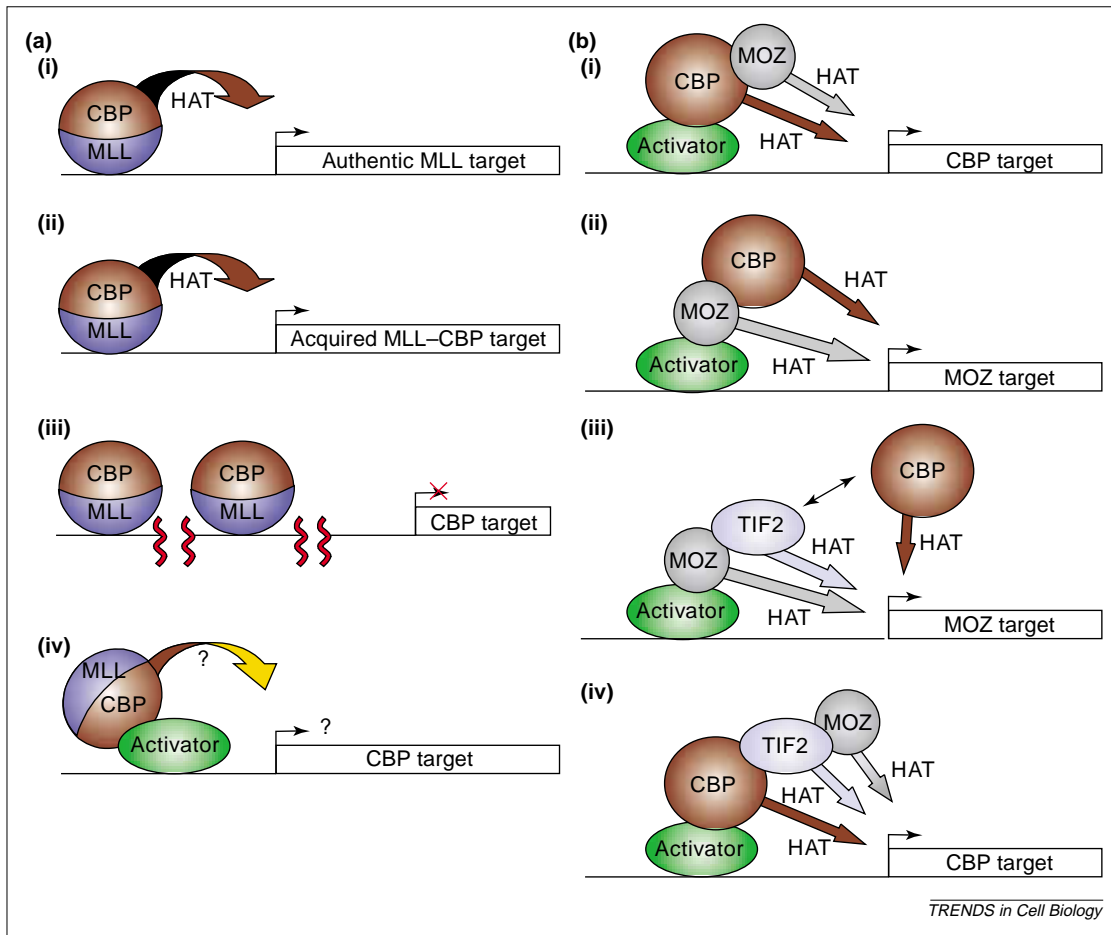 (a)
(i)
CBP
MLL
HAT
Authentic MLL target
(ii)
CBP
MLL
HAT
Acquired MLL–CBP target
(iii)
CBP
MLL
CBP
MLL
CBP target
(iv)
MLL
CBP
Activator
?
?
CBP target
(b)
(i)
CBP
MOZ
HAT
HAT
Activator
CBP target
(ii)
CBP
HAT
MOZ
Activator
HAT
MOZ target
(iii)
CBP
TIF2
HAT
HAT
MOZ
Activator
HAT
MOZ target
(iv)
MOZ
TIF2
HAT
CBP
HAT
Activator
HAT
CBP target
TRENDS in Cell Biology